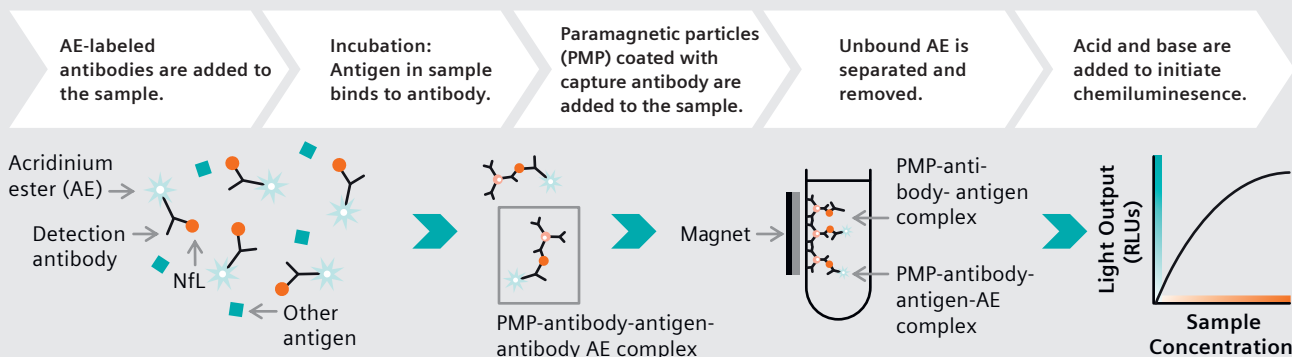 AE-labeled
antibodies are added to
the sample.
Incubation:
Antigen in sample
binds to antibody.
Paramagnetic particles
(PMP) coated with
capture antibody are
added to the sample.
Unbound AE is
separated and
removed.
Acid and base are
added to initiate
chemiluminesence.
Acridinium
ester (AE)
Detection
antibody
NfL
Other
antigen
PMP-antibody-antigen-
antibody AE complex
Magnet
PMP-anti-
body- antigen
complex
PMP-antibody-
antigen-AE
complex
Light Output
(RLUs)
Sample
Concentration